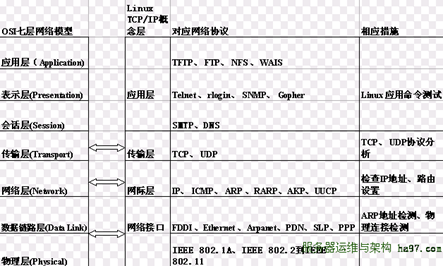 Linux
TCP/IP概
念层
OSI七层网络模型 对应网络协议 相应措施
应用层（Application) TFTP、FTP、NFS、WAIS
表示层(Presentation) 应用层 Telnet、rlogin、SNMP、Gopher Linux应用命令测试
会话层(Session) SMTP、DNS
传输层(Transport) 传输层 TCP、UDP TCP、UDP协议分
析
网络层(Network) 网际层 IP、ICMP、ARP、RARP、AKP、UUCP 检查IP地址、路由
设置
数据链路层(Data Link) 网络接口 FDDI、Ethernet、Arpanet、PDN、SLP、PPP ARP地址检测、物
理连接检测
物理层(Physical) IEEE 802.1A、IEEE 802.2到IEEE
802.11
服务器运维与架构 ha97.com